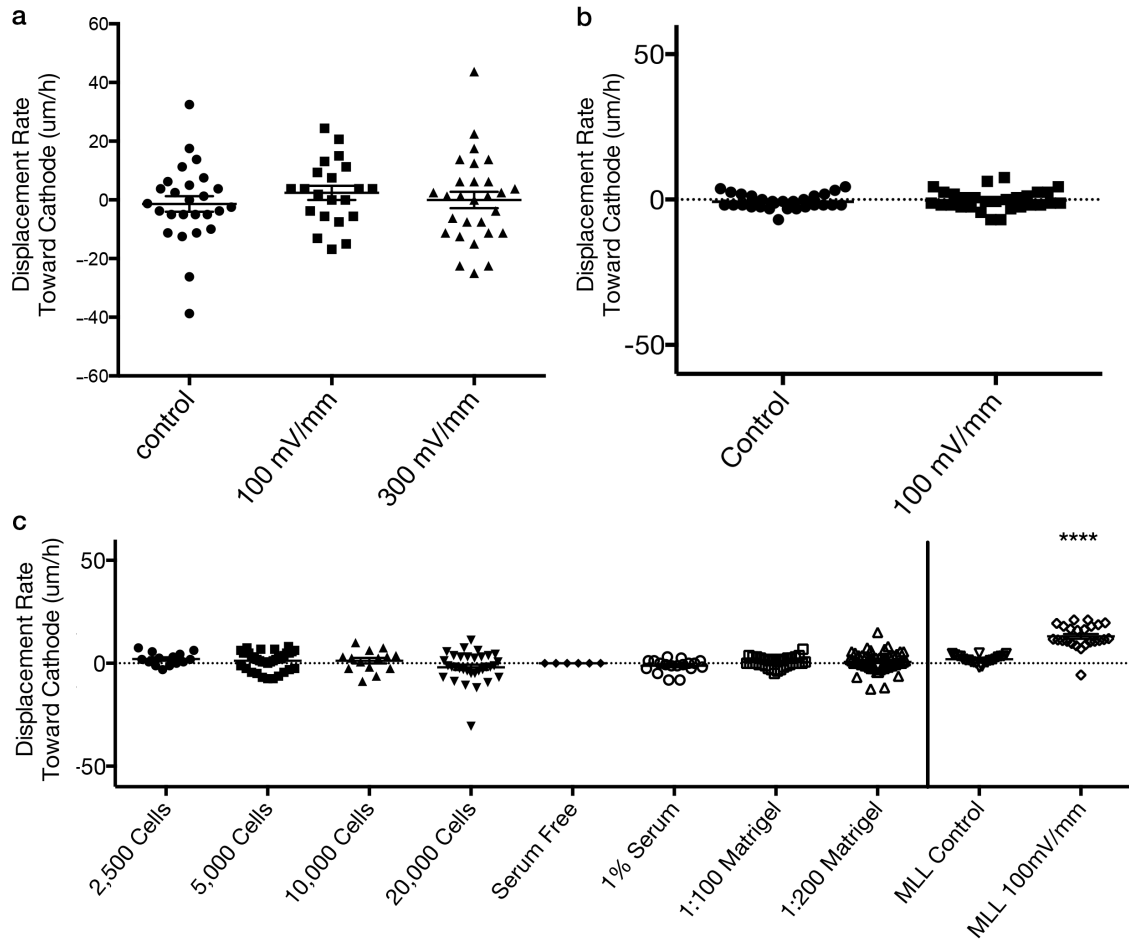 a
Displacement Rate
Toward Cathode (um/h)
60
40
20
0
-20
-40
-60
control
100 mV/mm
300 mV/mm
b
Displacement Rate
Toward Cathode (um/h)
50
0
-50
Control
100 mV/mm
c
Displacement Rate
Toward Cathode (um/h)
50
0
-50
****
2,500 Cells
5,000 Cells
10,000 Cells
20,000 Cells
Serum Free
1% Serum
1:100 Matrigel
1:200 Matrigel
MLL Control
MLL 100mV/mm